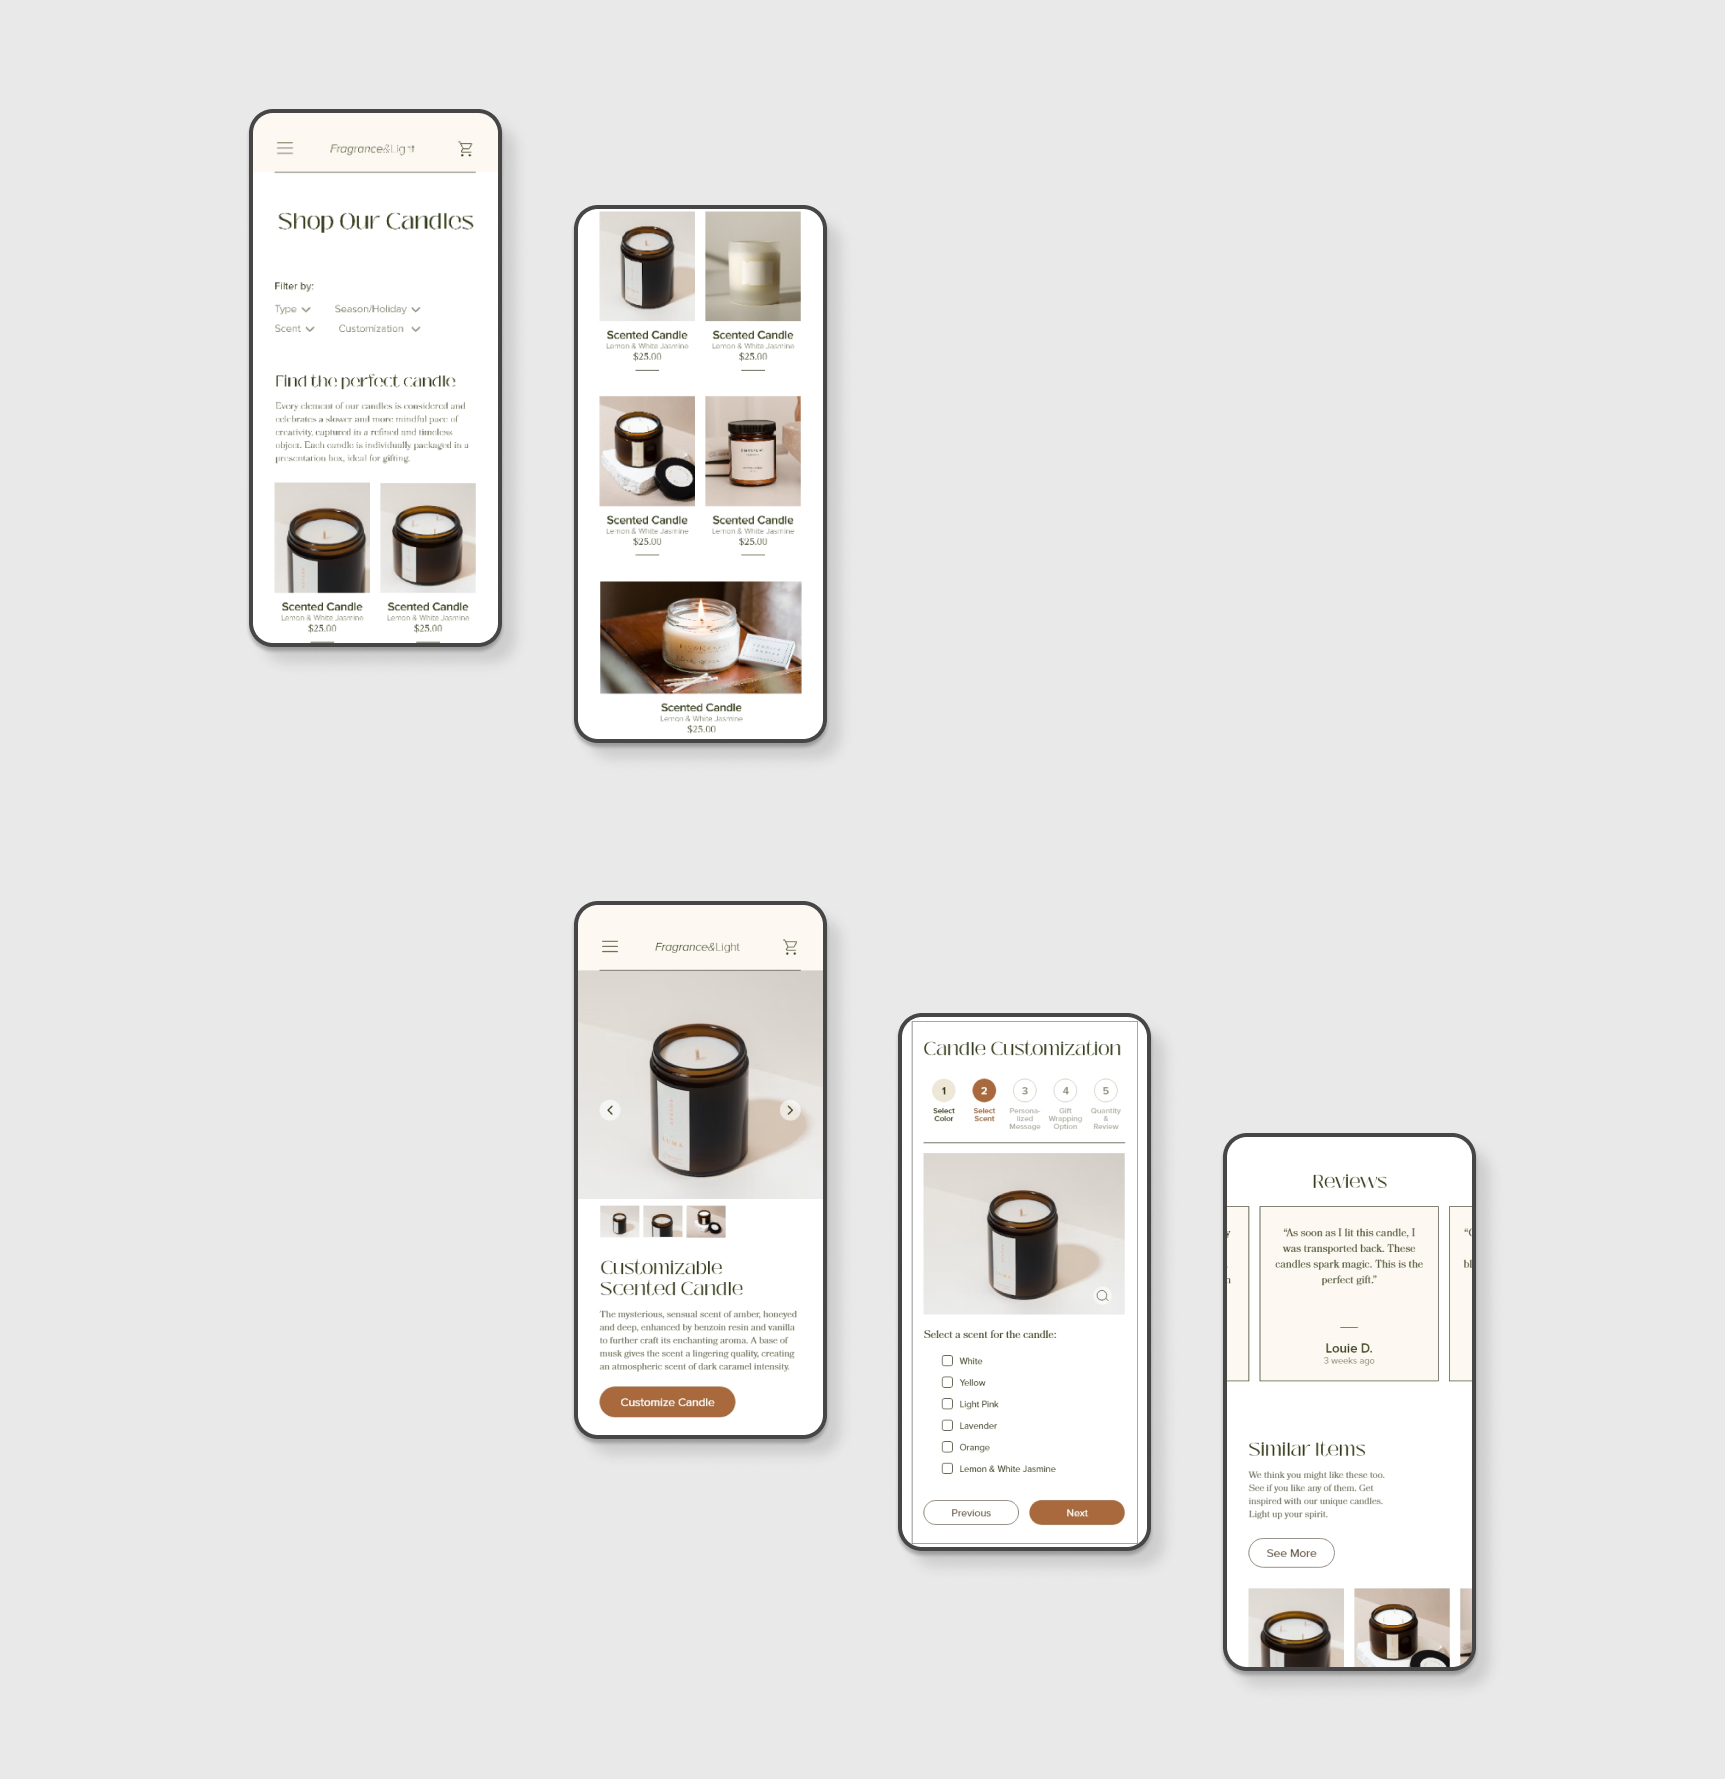 Fragrance&Light
Shop Our Candles
Filter by:
Type
Season/Holiday
Scent
Customization
Find the perfect candle
Every element of our candles is considered and
celebrates a slower and more mindful pace of
creativity, captured in a refined and timeless
object. Each candle is individually packaged in a
presentation box, ideal for gifting.
Scented Candle
Lemon & White Jasmine
$25.00
Scented Candle
Lemon & White Jasmine
$25.00
Scented Candle
Lemon & White Jasmine
$25.00
Scented Candle
Lemon & White Jasmine
$25.00
Scented Candle
Lemon & White Jasmine
$25.00
Scented Candle
Lemon & White Jasmine
$25.00
Scented Candle
Lemon & White Jasmine
$25.00
Fragrance&Light
Customizable
Scented Candle
The mysterious, sensual scent of amber, honeyed
and deep, enhanced by benzoin resin and vanilla
to further craft its enchanting aroma. A base of
musk gives the scent a lingering quality, creating
an atmospheric scent of dark caramel intensity.
Customize Candle
Candle Customization
1
2
3
4
5
Select
Color
Select
Scent
Persona-
lized
Message
Gift
Wrapping
Option
Quantity
&
Review
Select a scent for the candle:
White
Yellow
Light Pink
Lavender
Orange
Lemon & White Jasmine
Previous
Next
Reviews
“As soon as I lit this candle, I
was transported back. These
candles spark magic. This is the
perfect gift.”
Louie D.
3 weeks ago
Similar Items
We think you might like these too.
See if you like any of them. Get
inspired with our unique candles.
Light up your spirit.
See More